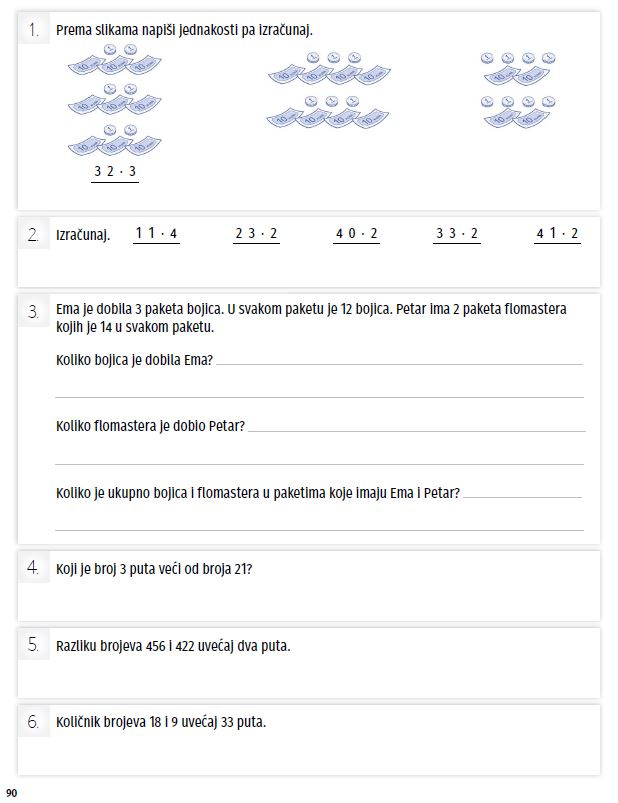 1. Prema slikama napiši jednakosti pa izračunaj.
3 2 · 3
2. Izračunaj. 1 1 · 4 2 3 · 2 4 0 · 2 3 3 · 2 4 1 · 2
3. Ema je dobila 3 paketa bojica. U svakom paketu je 12 bojica. Petar ima 2 paketa flomastera
kojih je 14 u svakom paketu.
Koliko bojica je dobila Ema?
Koliko flomastera je dobio Petar?
Koliko je ukupno bojica i flomastera u paketima koje imaju Ema i Petar?
4. Koji je broj 3 puta veći od broja 21?
5. Razliku brojeva 456 i 422 uvećaj dva puta.
6. Količnik brojeva 18 i 9 uvećaj 33 puta.
90